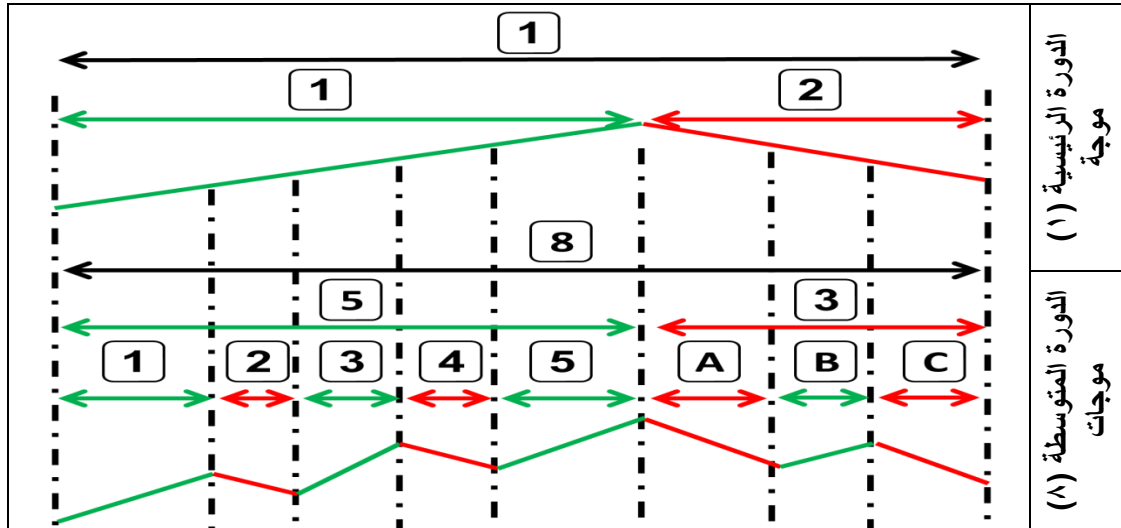 1
1 2
8
5 3
1 2 3 4 5 A B C
الدورة الرئيسية (١)
موجة
الدورة المتوسطة (٨)
موجات